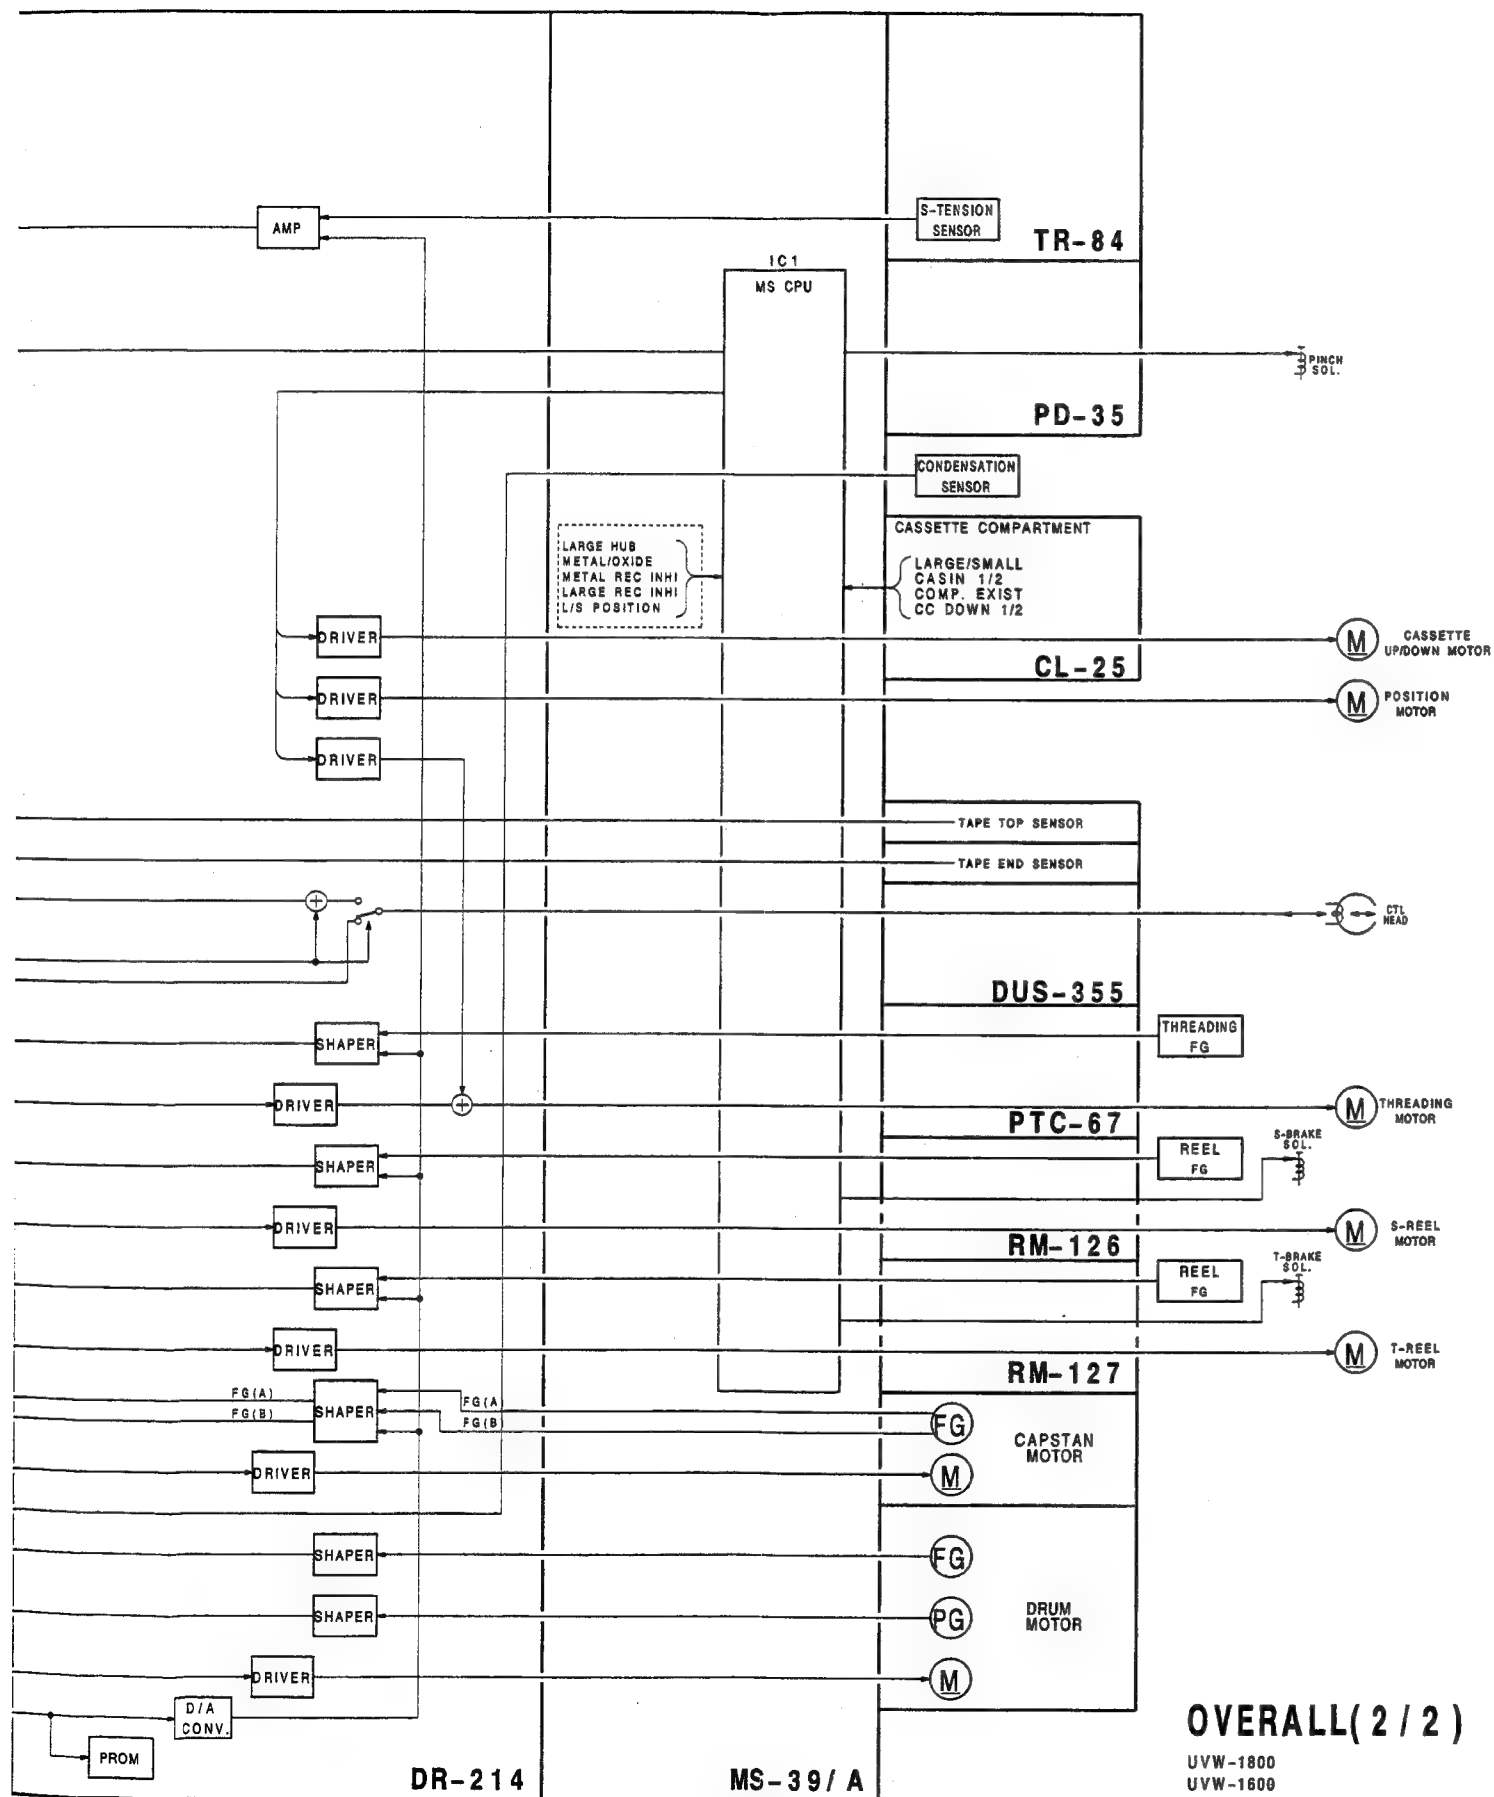 S-TENSION
SENSOR
AMP
TR-84
IC1
MS CPU
PINCH
SOL.
PD-35
CONDENSATION
SENSOR
CASSETTE COMPARTMENT
LARGE HUB
METAL/OXIDE
METAL REC INHI
LARGE REC INHI
L/S POSITION
LARGE/SMALL
CASIN 1/2
COMP. EXIST
CC DOWN 1/2
DRIVER
M
CASSETTE
UP/DOWN MOTOR
CL-25
DRIVER
M
POSITION
MOTOR
DRIVER
TAPE TOP SENSOR
TAPE END SENSOR
CTL
HEAD
DUS-355
SHAPER
THREADING
FG
DRIVER
M
THREADING
MOTOR
PTC-67
S-BRAKE
SOL.
SHAPER
REEL
FG
DRIVER
M
S-REEL
MOTOR
RM-126
T-BRAKE
SOL.
SHAPER
REEL
FG
DRIVER
M
T-REEL
MOTOR
RM-127
FG(A)
FG(B)
SHAPER
FG(A
FG(B)
FG
CAPSTAN
MOTOR
DRIVER
M
SHAPER
FG
SHAPER
PG
DRUM
MOTOR
DRIVER
M
D/A
CONV.
PROM
DR-214
MS-39/A
OVERALL(2/2)
UVW-1800
UVW-1600